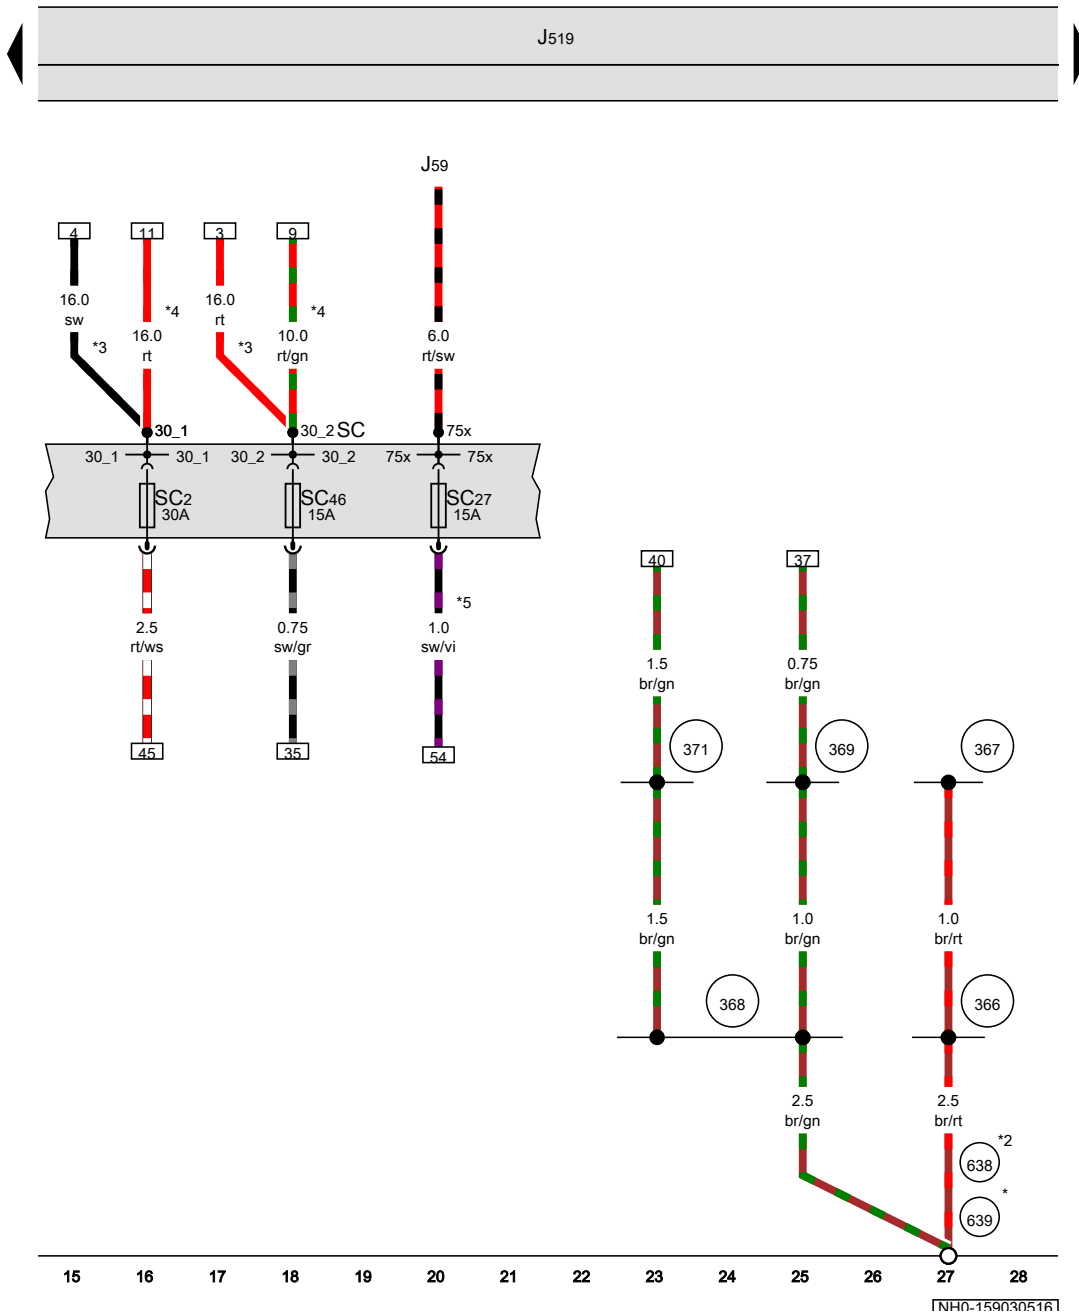 J519
J59
4 11 3 9
16.0 sw *3
16.0 rt *4
16.0 rt *3
10.0 rt/gn *4
6.0 rt/sw
30_1 30_2 SC 75x
30_1 30_1 30_2 30_2 75x 75x
SC2 30A
SC46 15A
SC27 15A
2.5 rt/ws
0.75 sw/gr
1.0 sw/vi *5
45 35 54
40 37
1.5 br/gn
0.75 br/gn
371 369 367
1.5 br/gn
1.0 br/gn
1.0 br/rt
368 366
2.5 br/gn
2.5 br/rt
638 *2
639 *
15 16 17 18 19 20 21 22 23 24 25 26 27 28
NH0-159030516